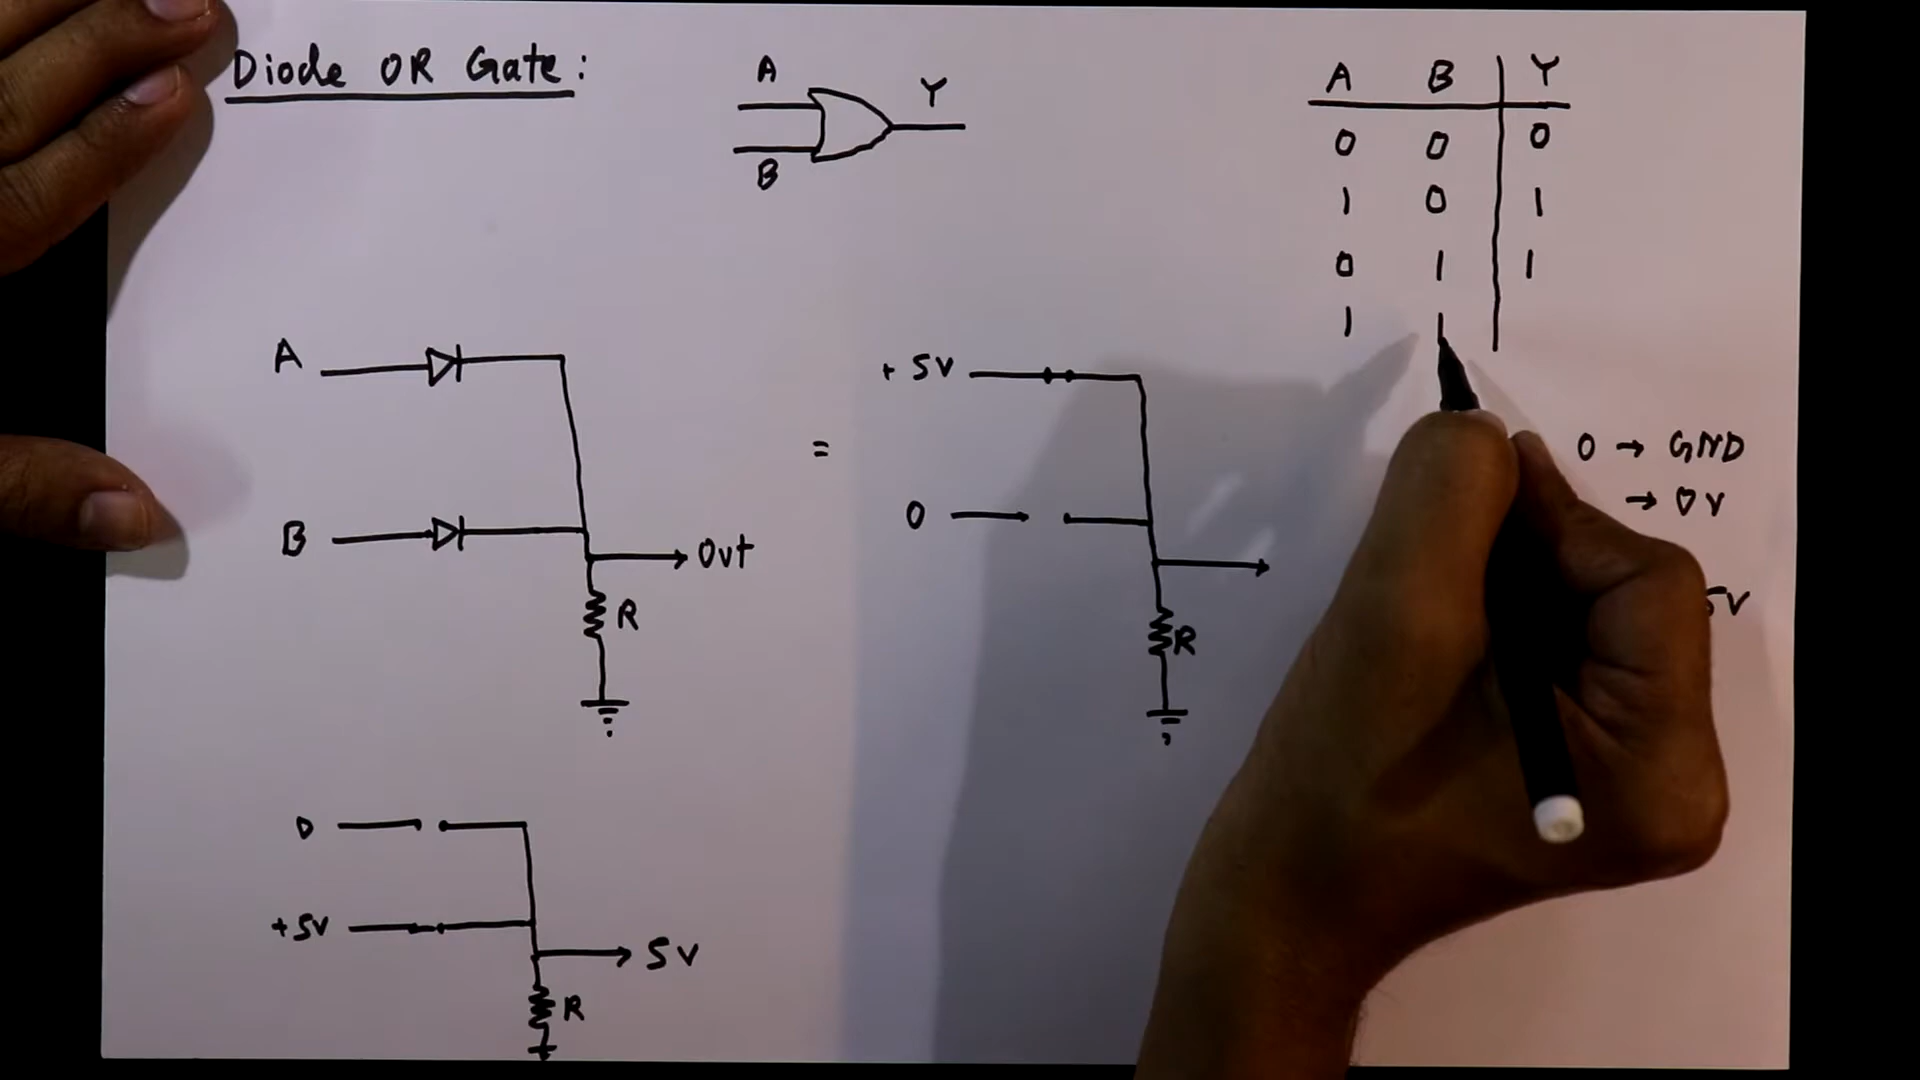 Diode OR Gate:
A
B
Y
A B Y
0 0 0
1 0 1
0 1 1
1 1
A
B
Out
R
=
+5V
0
R
0 → GND
→ 0V
5V
0
+5V
5V
R